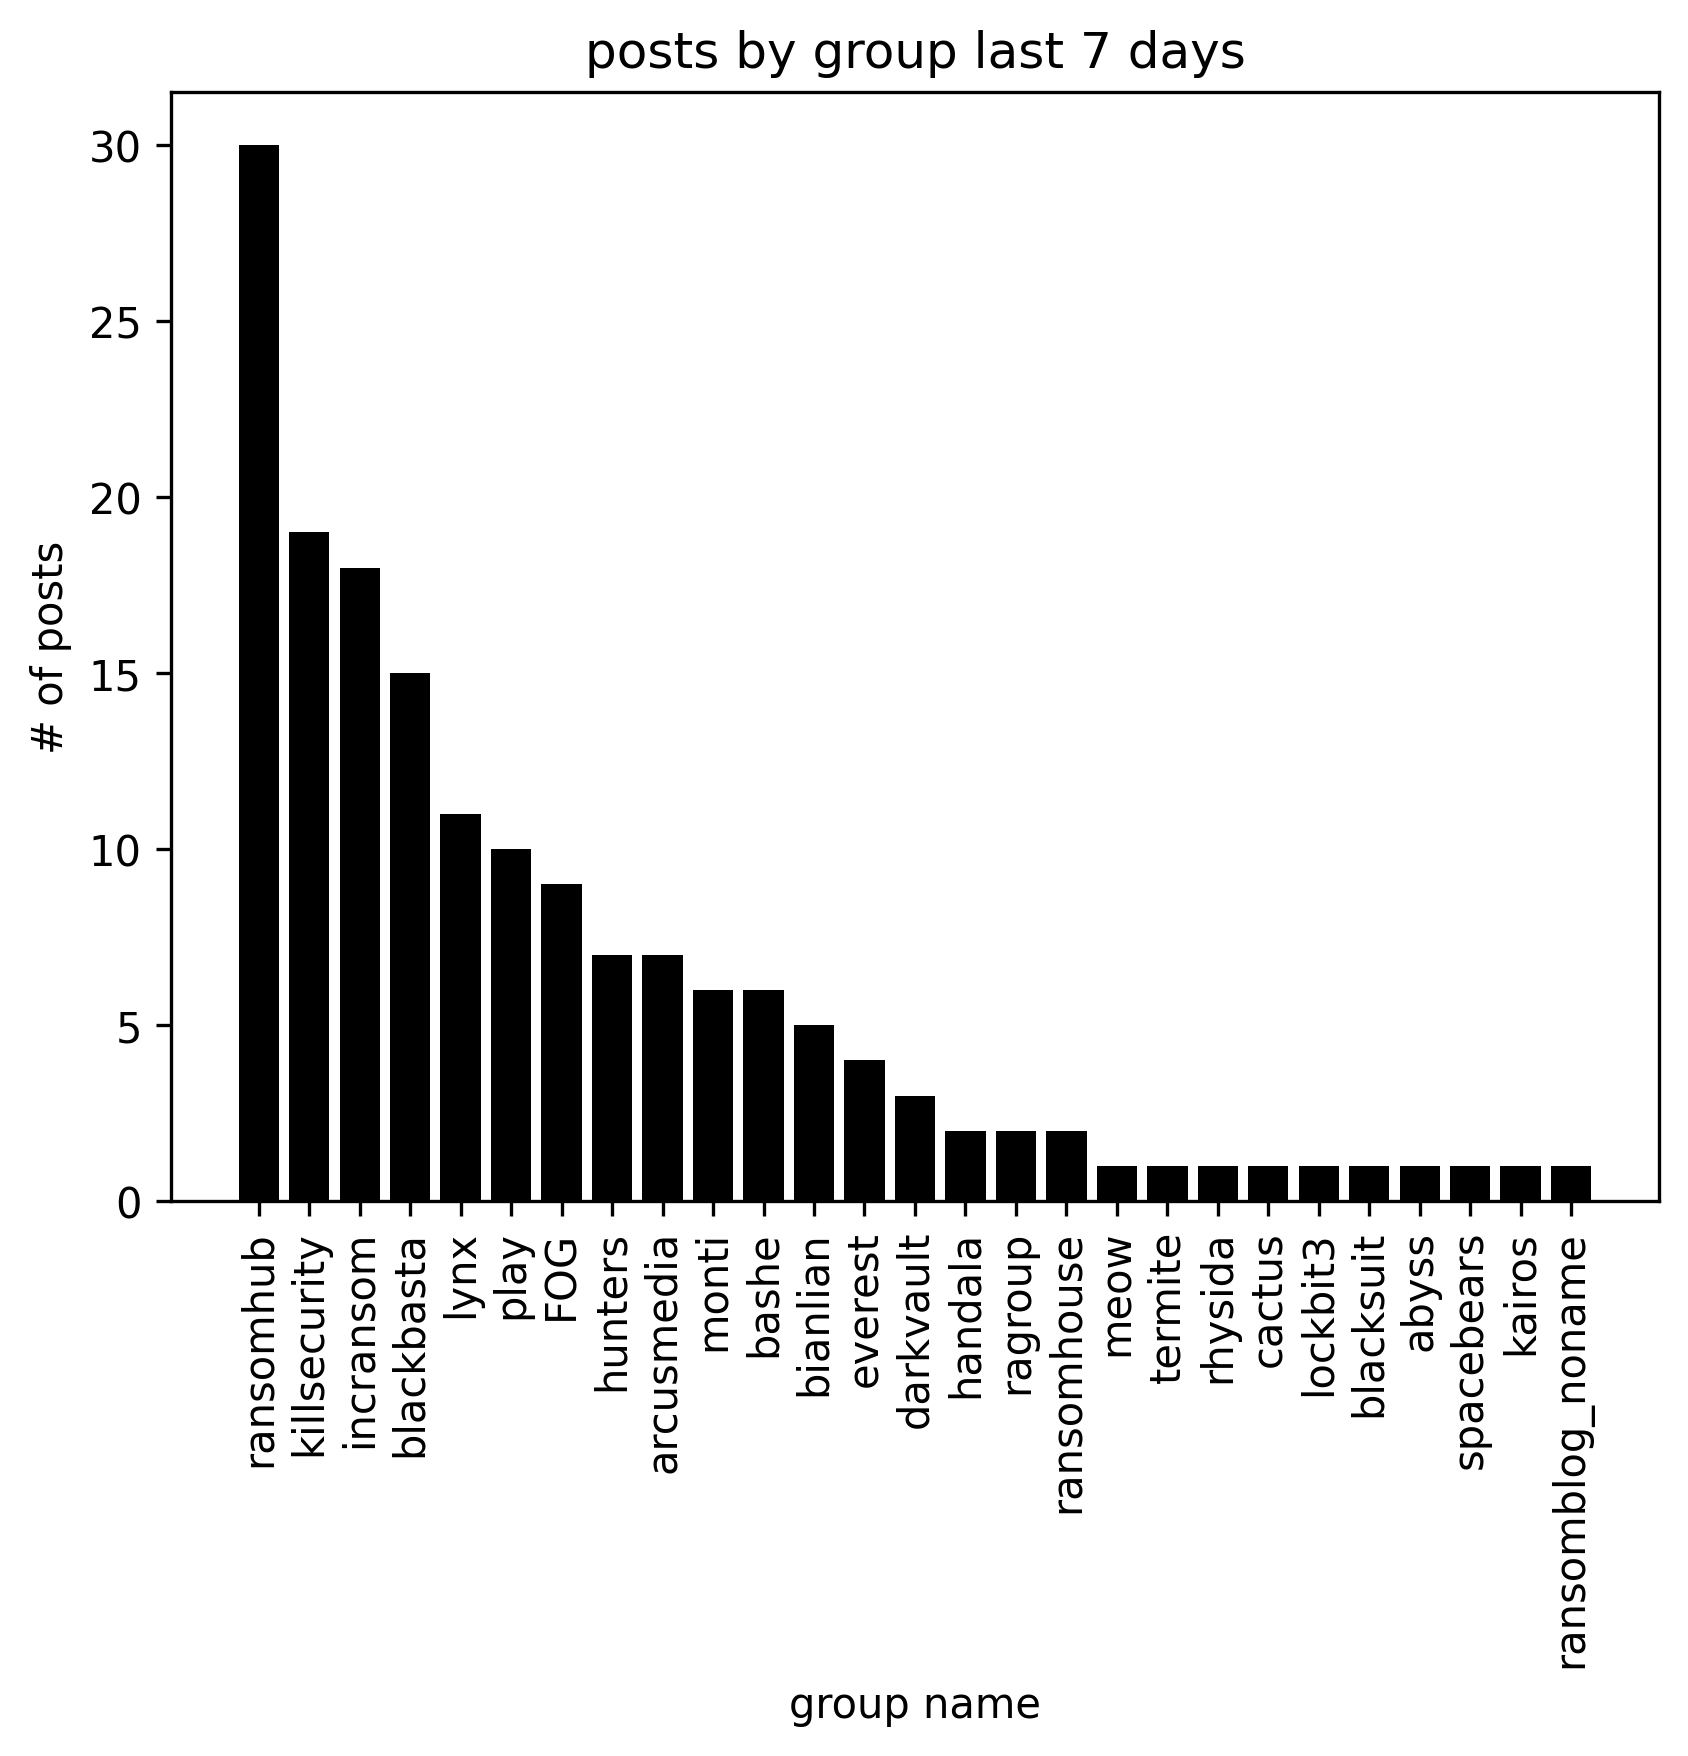 posts by group last 7 days
# of posts
30
25
20
15
10
5
0
ransomhub
killsecurity
incransom
blackbasta
lynx
play
FOG
hunters
arcusmedia
monti
bashe
bianlian
everest
darkvault
handala
ragroup
ransomhouse
meow
termite
rhysida
cactus
lockbit3
blacksuit
abyss
spacebears
kairos
ransomblog_noname
group name